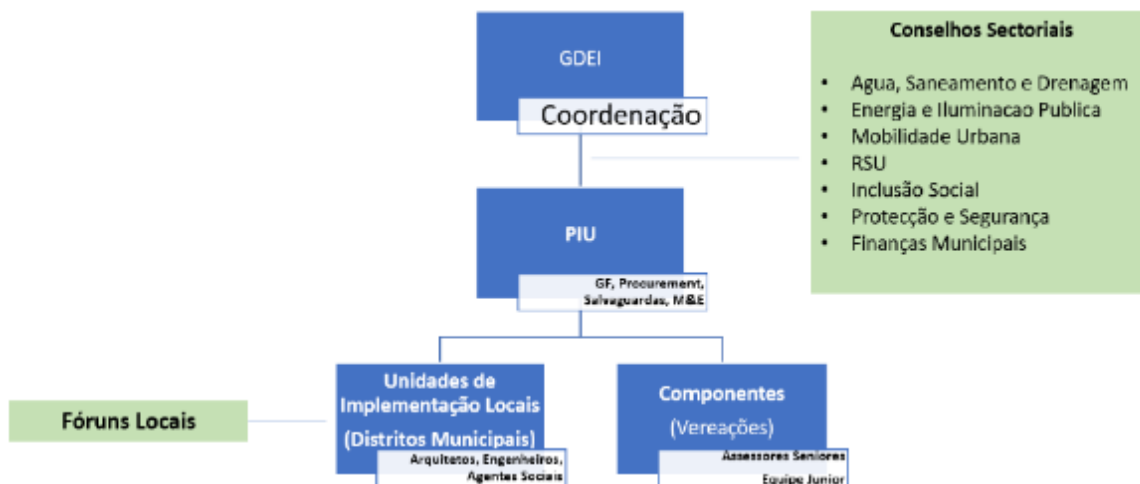 GDEI
Coordenação
Conselhos Sectoriais
• Agua, Saneamento e Drenagem
• Energia e Iluminacao Publica
• Mobilidade Urbana
• RSU
• Inclusão Social
• Protecção e Segurança
• Finanças Municipais
PIU
GF, Procurement,
Salvaguardas, M&E
Fóruns Locais
Unidades de
Implementação Locais
(Distritos Municipais)
Arquitetos, Engenheiros,
Agentes Sociais
Componentes
(Vereações)
Assessores Seniores
Equipe Junior